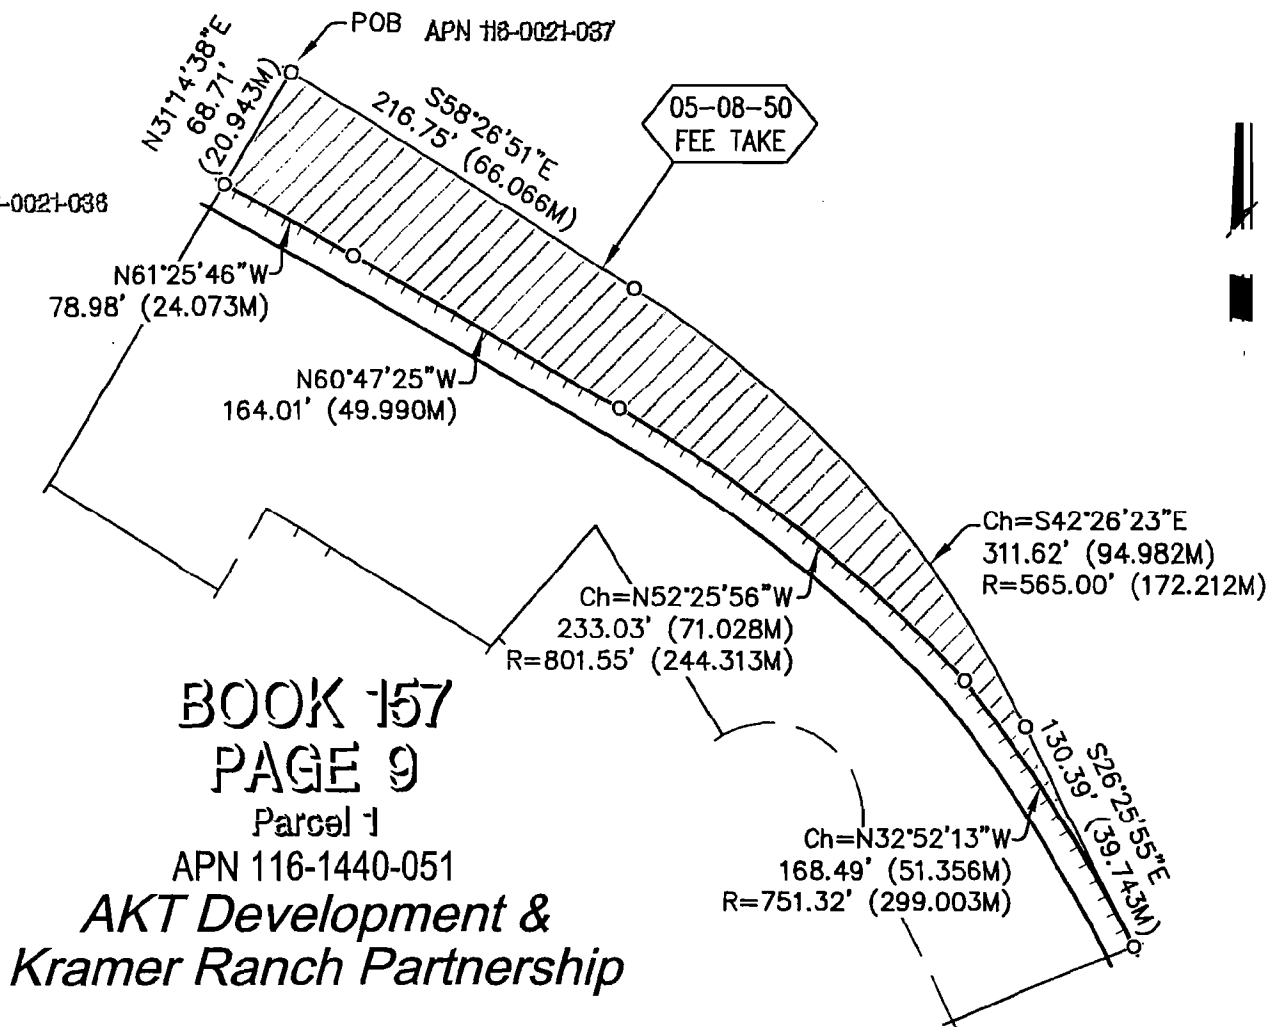 POB
APN 116-0021-037
N31°14'38"E
68.71'
(20.943M)
S58°26'51"E
216.75' (66.066M)
05-08-50
FEE TAKE
-0021-036
N61°25'46"W
78.98' (24.073M)
N60°47'25"W
164.01' (49.990M)
Ch=S42°26'23"E
311.62' (94.982M)
R=565.00' (172.212M)
Ch=N52°25'56"W
233.03' (71.028M)
R=801.55' (244.313M)
S26°25'55"E
130.39' (39.743M)
Ch=N32°52'13"W
168.49' (51.356M)
R=751.32' (299.003M)
BOOK 157
PAGE 9
Parcel 1
APN 116-1440-051
AKT Development &
Kramer Ranch Partnership